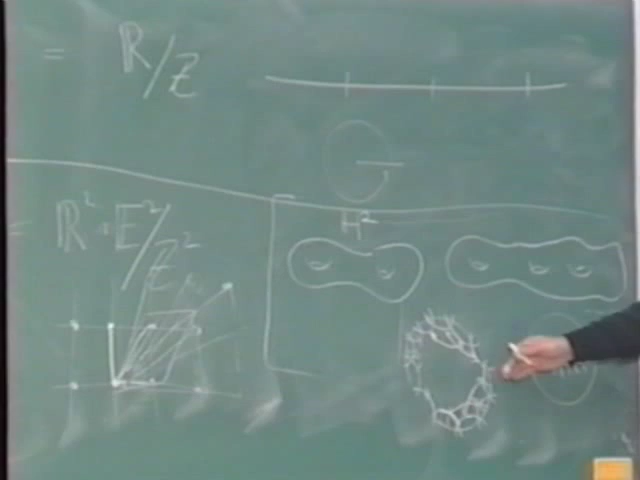 = ℝ/ℤ
= ℝ² · 𝔼²/ℤ²
H²